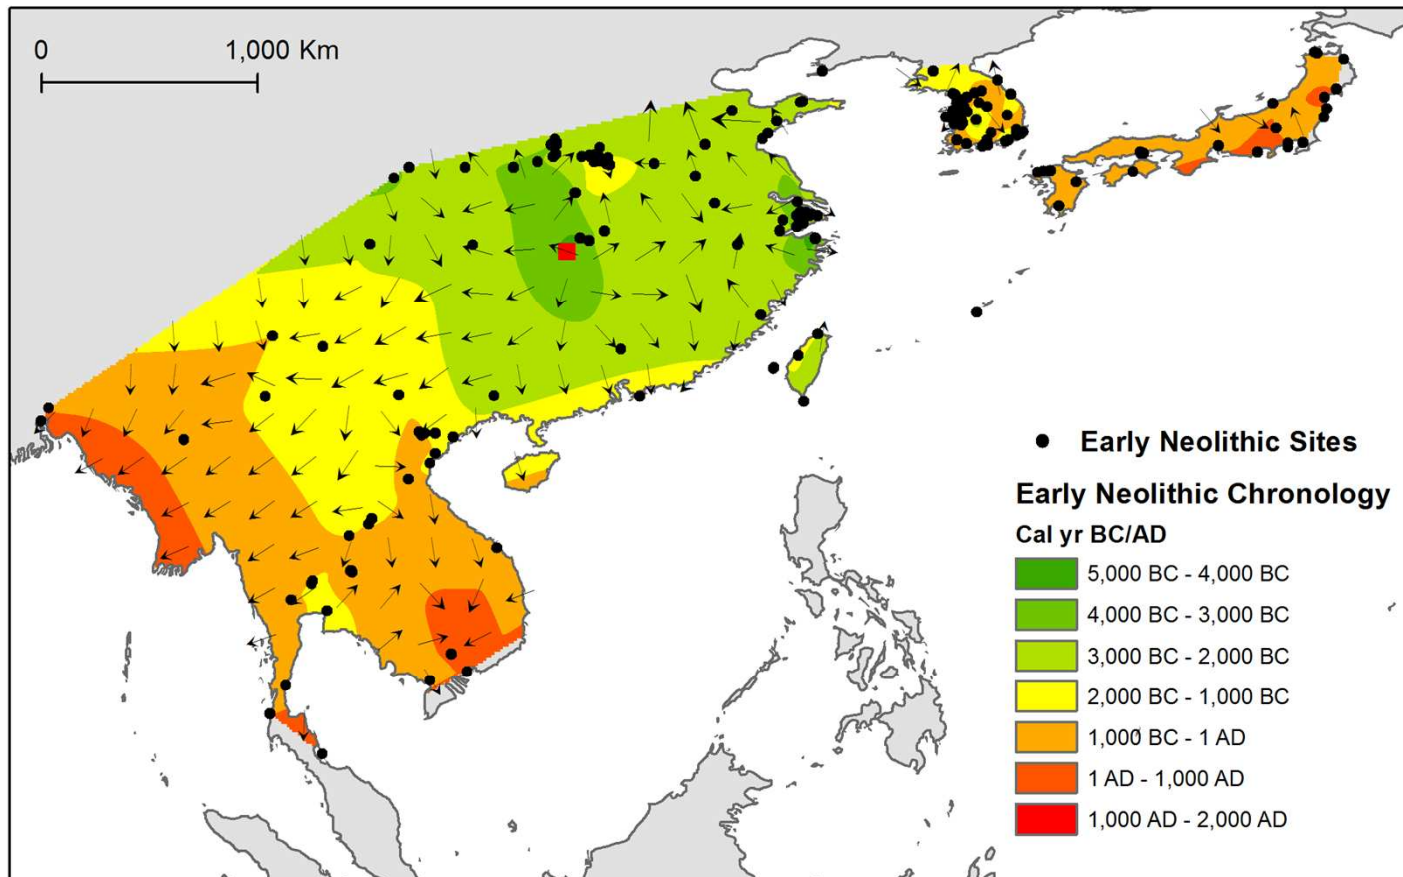 0 1,000 Km
Early Neolithic Sites
Early Neolithic Chronology
Cal yr BC/AD
5,000 BC - 4,000 BC
4,000 BC - 3,000 BC
3,000 BC - 2,000 BC
2,000 BC - 1,000 BC
1,000 BC - 1 AD
1 AD - 1,000 AD
1,000 AD - 2,000 AD